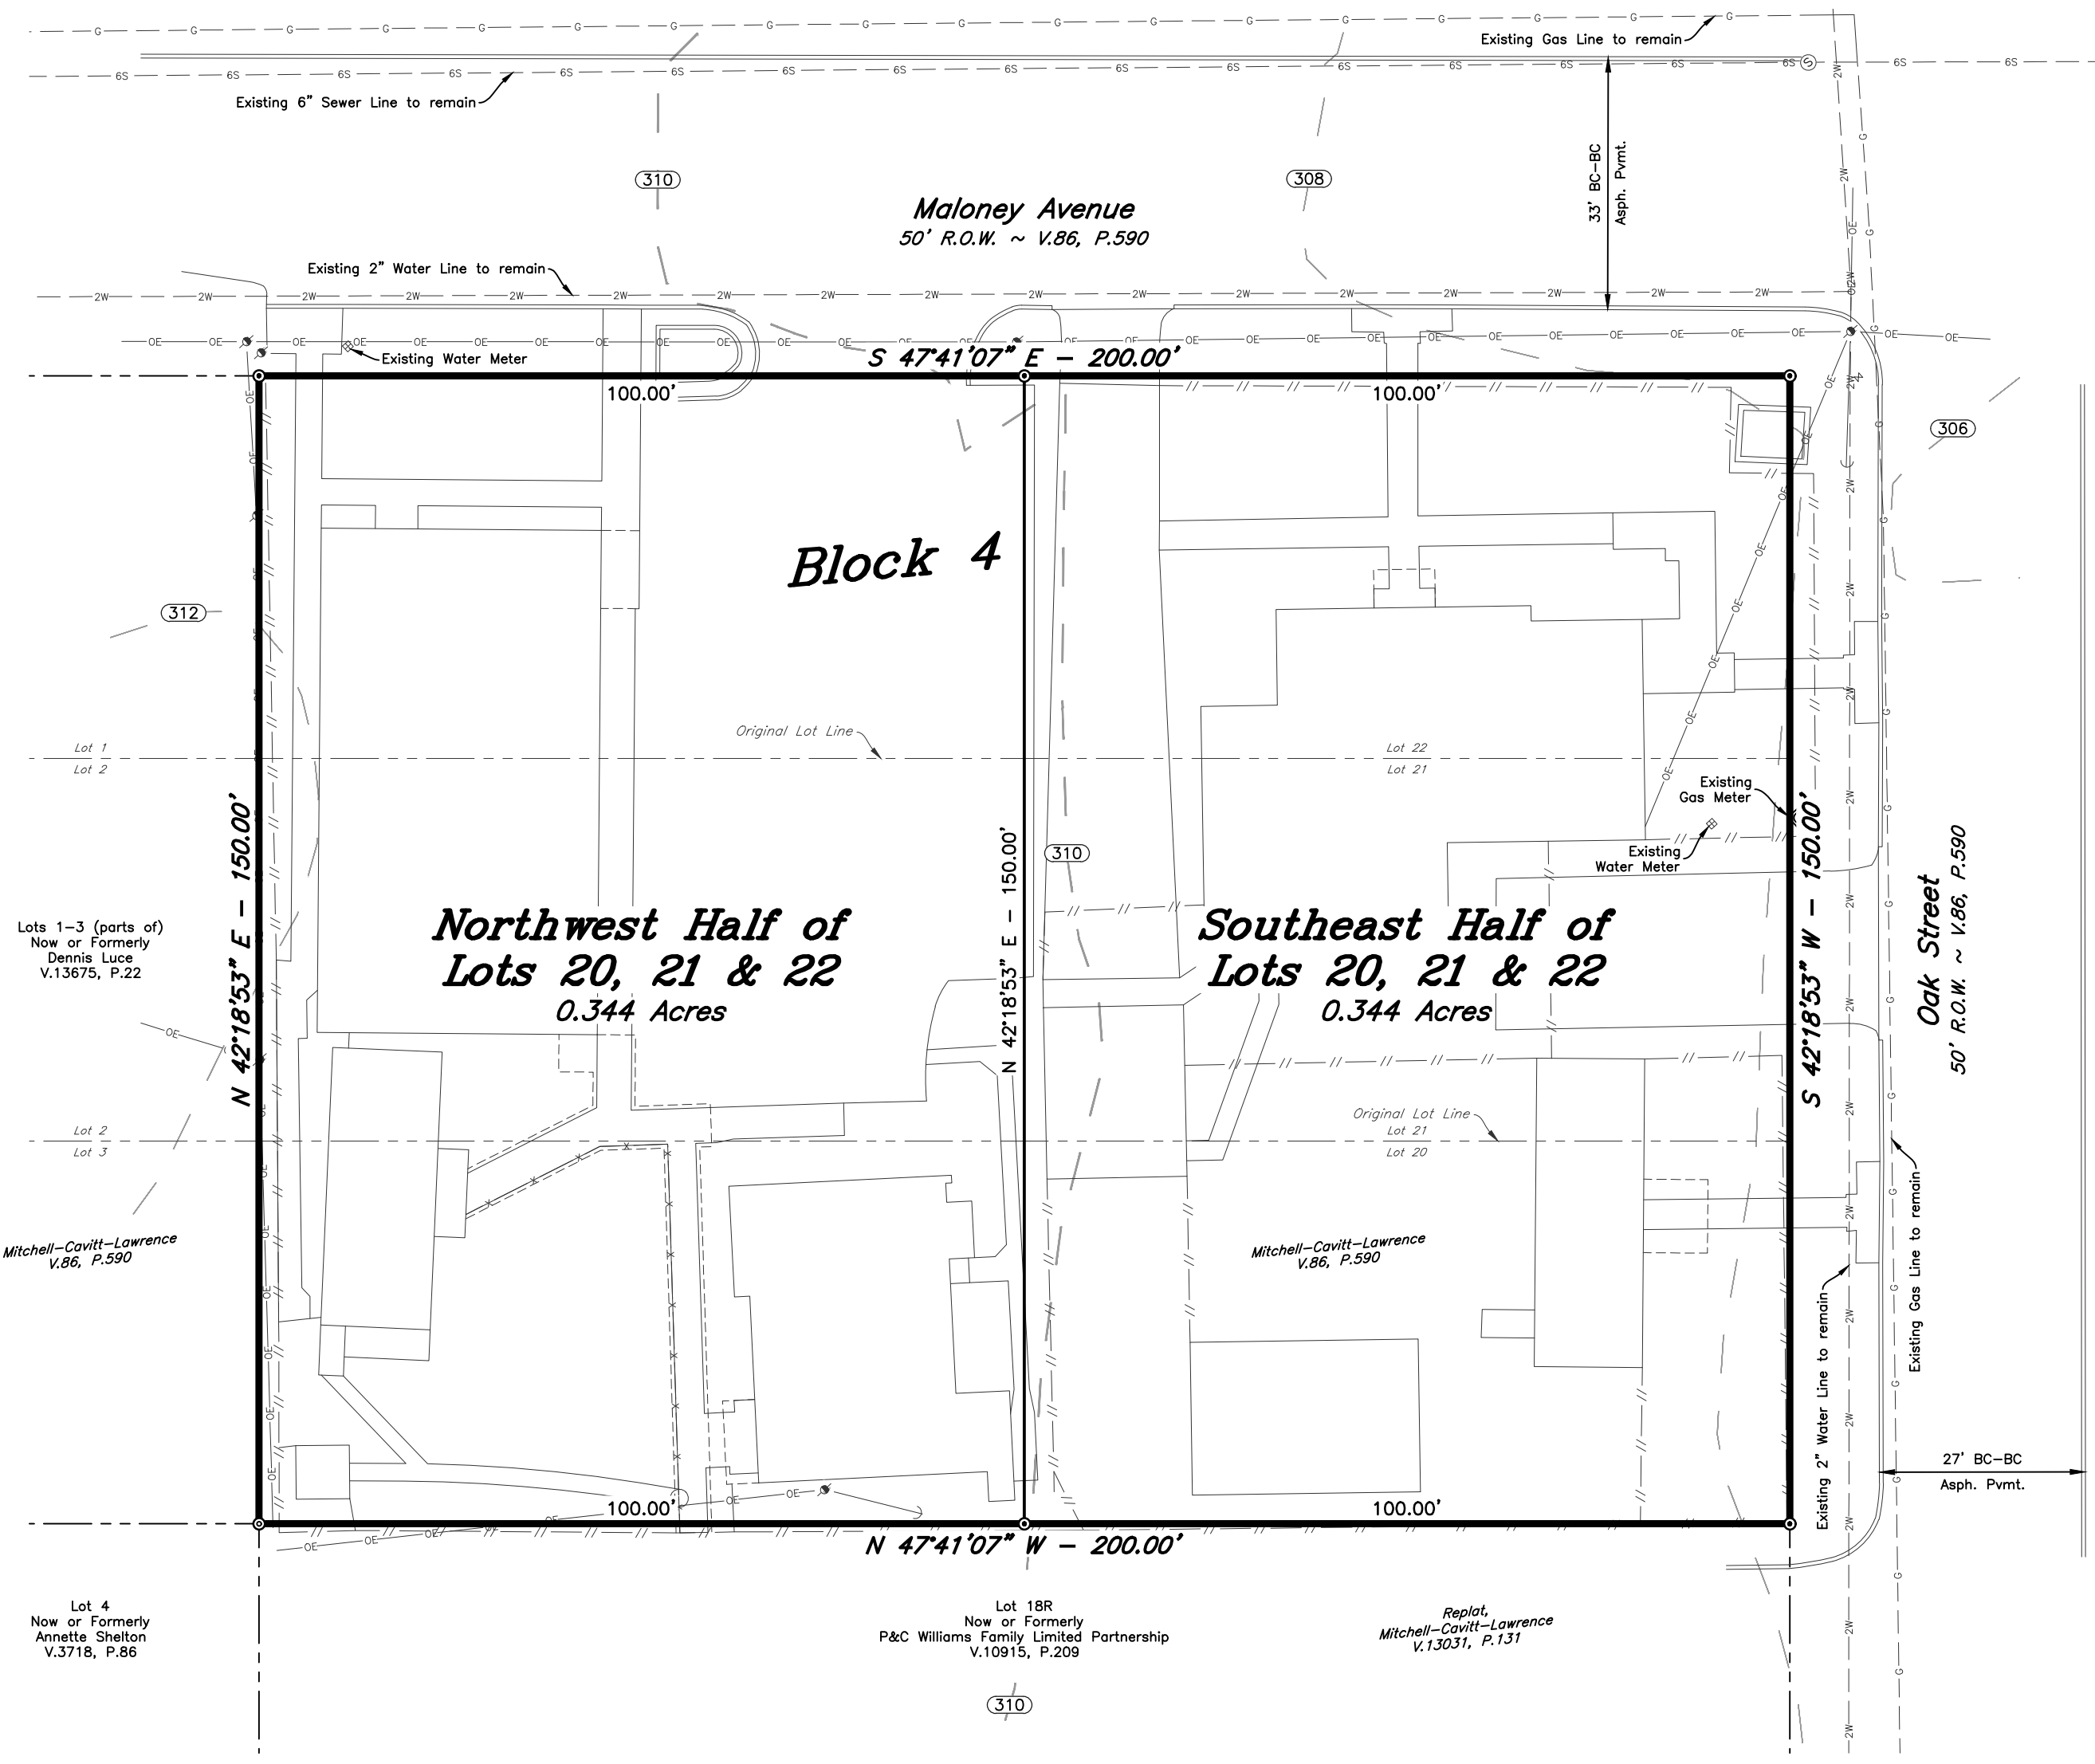 Existing Gas Line to remain
Existing 6" Sewer Line to remain
S
310
308
33' BC-BC
Asph. Pvmt.
Maloney Avenue
50' R.O.W. ~ V.86, P.590
Existing 2" Water Line to remain
Existing Water Meter
S 47°41'07" E - 200.00'
100.00'
100.00'
306
Block 4
312
Original Lot Line
Lot 1
Lot 2
Lot 22
Lot 21
Existing
Gas Meter
Existing
Water Meter
310
N 42°18'53" E - 150.00'
N 42°18'53" E - 150.00'
S 42°18'53" W - 150.00'
Oak Street
50' R.O.W. ~ V.86, P.590
Lots 1-3 (parts of)
Now or Formerly
Dennis Luce
V.13675, P.22
Northwest Half of
Lots 20, 21 & 22
0.344 Acres
Southeast Half of
Lots 20, 21 & 22
0.344 Acres
Lot 2
Lot 3
Original Lot Line
Lot 21
Lot 20
Mitchell-Cavitt-Lawrence
V.86, P.590
Mitchell-Cavitt-Lawrence
V.86, P.590
Existing 2" Water Line to remain
Existing Gas Line to remain
27' BC-BC
Asph. Pvmt.
100.00'
100.00'
N 47°41'07" W - 200.00'
Lot 4
Now or Formerly
Annette Shelton
V.3718, P.86
Lot 18R
Now or Formerly
P&C Williams Family Limited Partnership
V.10915, P.209
Replat,
Mitchell-Cavitt-Lawrence
V.13031, P.131
310